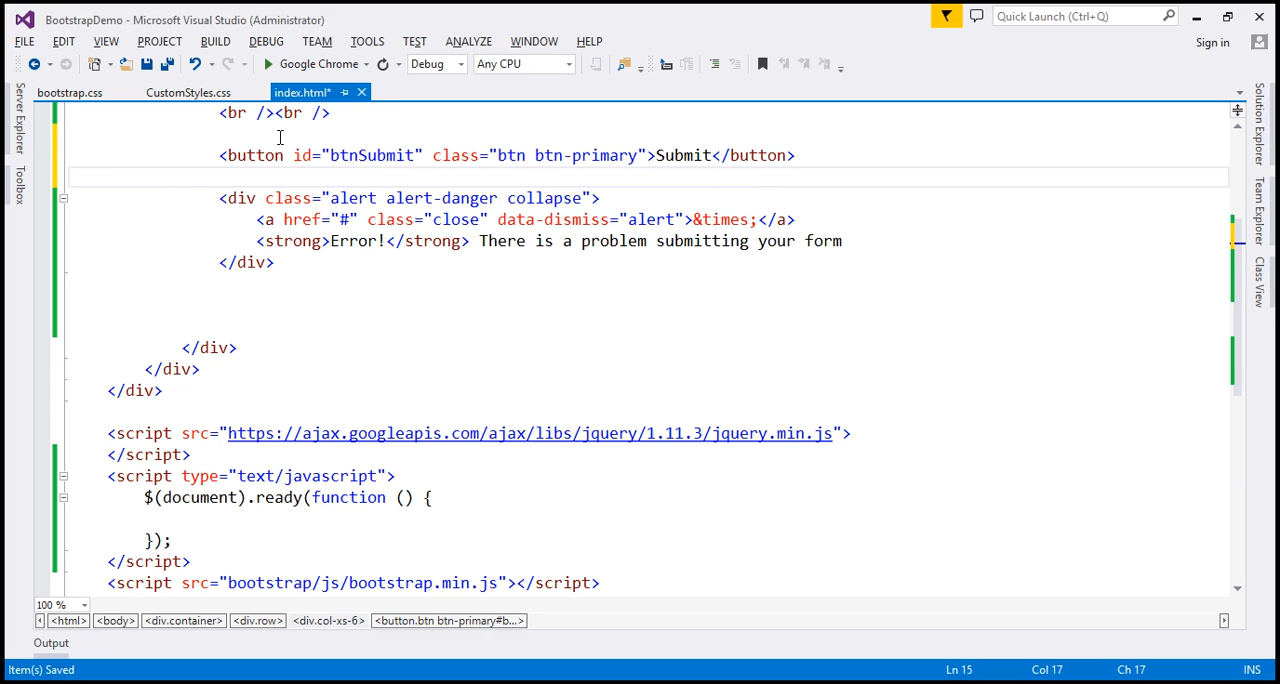 BootstrapDemo - Microsoft Visual Studio (Administrator)
Quick Launch (Ctrl+Q)
FILE EDIT VIEW PROJECT BUILD DEBUG TEAM TOOLS TEST ANALYZE WINDOW HELP
Sign in
Google Chrome Debug Any CPU
bootstrap.css CustomStyles.css index.html*
Server Explorer
Toolbox
Solution Explorer
Team Explorer
Class View
<br /><br />
<button id="btnSubmit" class="btn btn-primary">Submit</button>
<div class="alert alert-danger collapse">
<a href="#" class="close" data-dismiss="alert">&times;</a>
<strong>Error!</strong> There is a problem submitting your form
</div>
</div>
</div>
</div>
<script src="https://ajax.googleapis.com/ajax/libs/jquery/1.11.3/jquery.min.js">
</script>
<script type="text/javascript">
$(document).ready(function () {
});
</script>
<script src="bootstrap/js/bootstrap.min.js"></script>
100 %
<html> <body> <div.container> <div.row> <div.col-xs-6> <button.btn btn-primary#b...>
Output
Item(s) Saved Ln 15 Col 17 Ch 17 INS